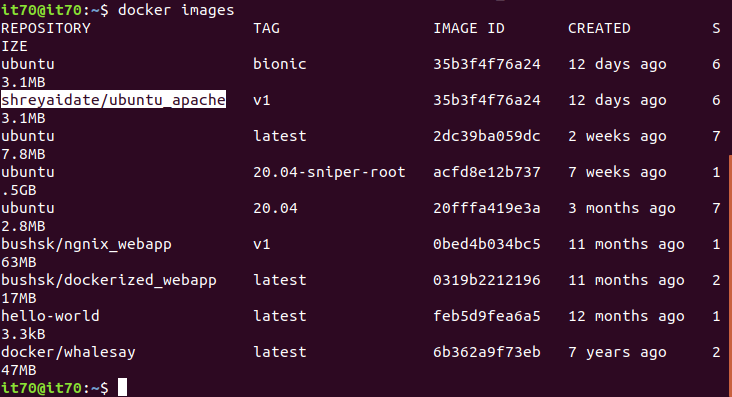 it70@it70:~$ docker images
REPOSITORY TAG IMAGE ID CREATED S
IZE
ubuntu bionic 35b3f4f76a24 12 days ago 6
3.1MB
shreyaidate/ubuntu_apache v1 35b3f4f76a24 12 days ago 6
3.1MB
ubuntu latest 2dc39ba059dc 2 weeks ago 7
7.8MB
ubuntu 20.04-sniper-root acfd8e12b737 7 weeks ago 1
.5GB
ubuntu 20.04 20fffa419e3a 3 months ago 7
2.8MB
bushsk/ngnix_webapp v1 0bed4b034bc5 11 months ago 1
63MB
bushsk/dockerized_webapp latest 0319b2212196 11 months ago 2
17MB
hello-world latest feb5d9fea6a5 12 months ago 1
3.3kB
docker/whalesay latest 6b362a9f73eb 7 years ago 2
47MB
it70@it70:~$